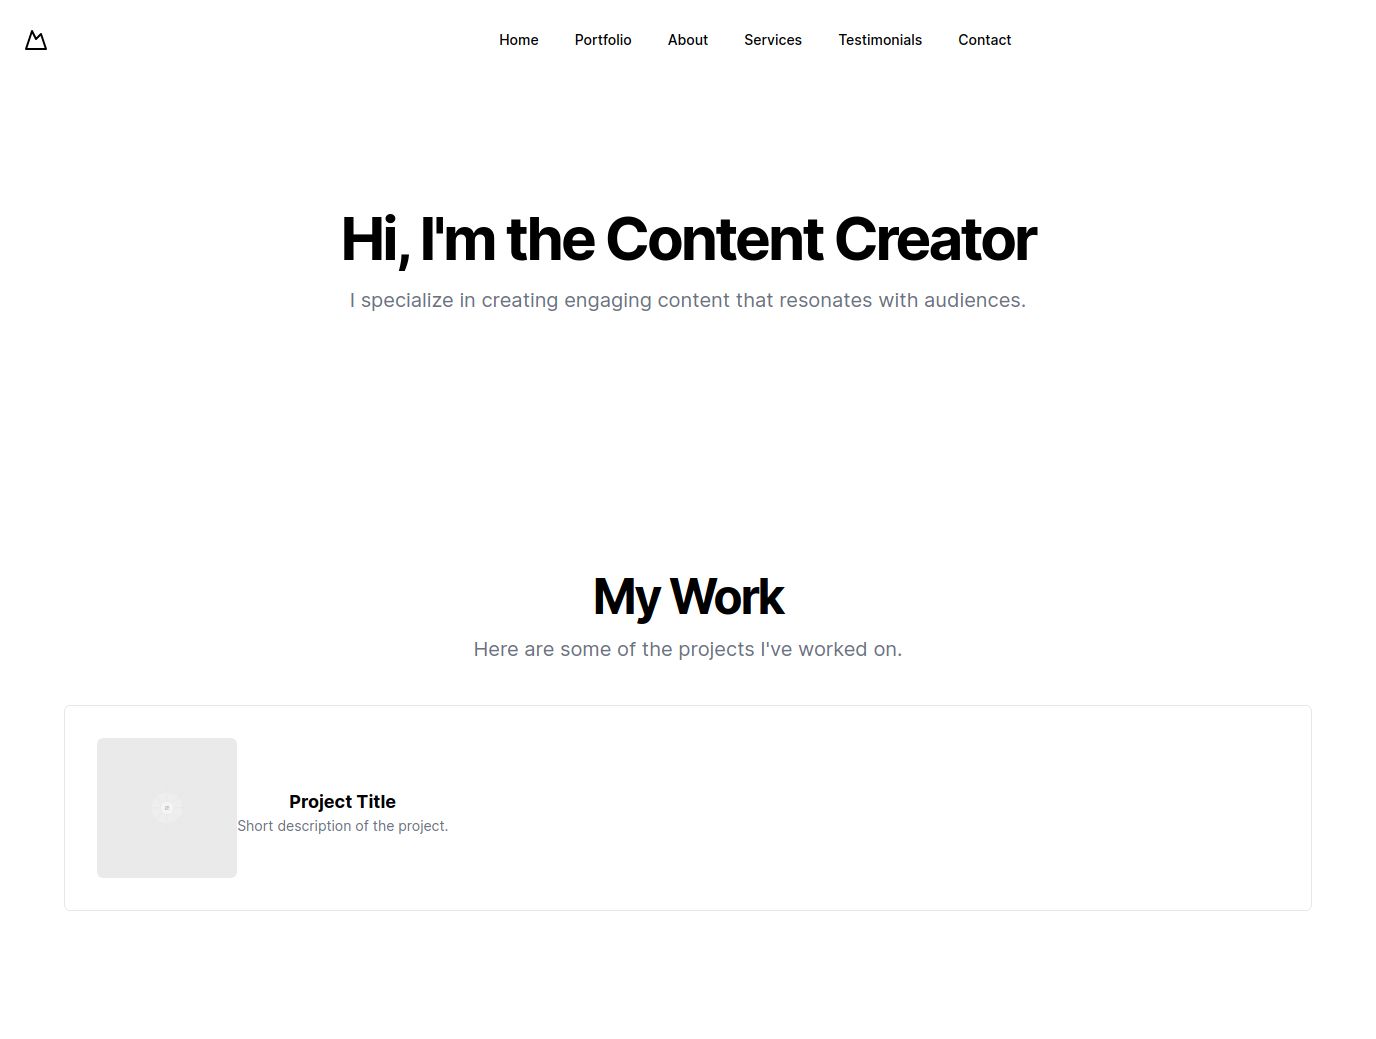 Home Portfolio About Services Testimonials Contact
Hi, I'm the Content Creator
I specialize in creating engaging content that resonates with audiences.
My Work
Here are some of the projects I've worked on.
Project Title
Short description of the project.